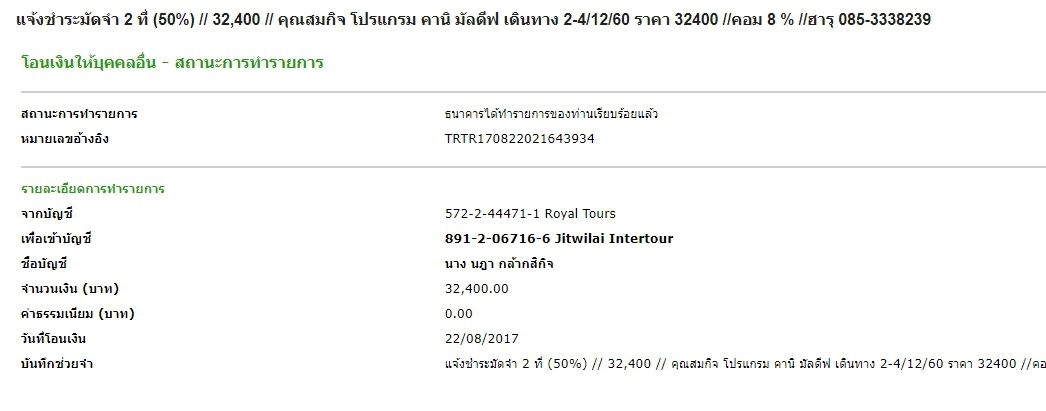 แจ้งชำระมัดจำ 2 ที่ (50%) // 32,400 // คุณสมกิจ โปรแกรม คานิ มัลดีฟ เดินทาง 2-4/12/60 ราคา 32400 //คอม 8 % //ฮารุ 085-3338239
โอนเงินให้บุคคลอื่น - สถานะการทำรายการ
สถานะการทำรายการ ธนาคารได้ทำรายการของท่านเรียบร้อยแล้ว
หมายเลขอ้างอิง TRTR170822021643934
รายละเอียดการทำรายการ
จากบัญชี 572-2-44471-1 Royal Tours
เพื่อเข้าบัญชี 891-2-06716-6 Jitwilai Intertour
ชื่อบัญชี นาง นฎา กล้ากสิกิจ
จำนวนเงิน (บาท) 32,400.00
ค่าธรรมเนียม (บาท) 0.00
วันที่โอนเงิน 22/08/2017
บันทึกช่วยจำ แจ้งชำระมัดจำ 2 ที่ (50%) // 32,400 // คุณสมกิจ โปรแกรม คานิ มัลดีฟ เดินทาง 2-4/12/60 ราคา 32400 //คอ